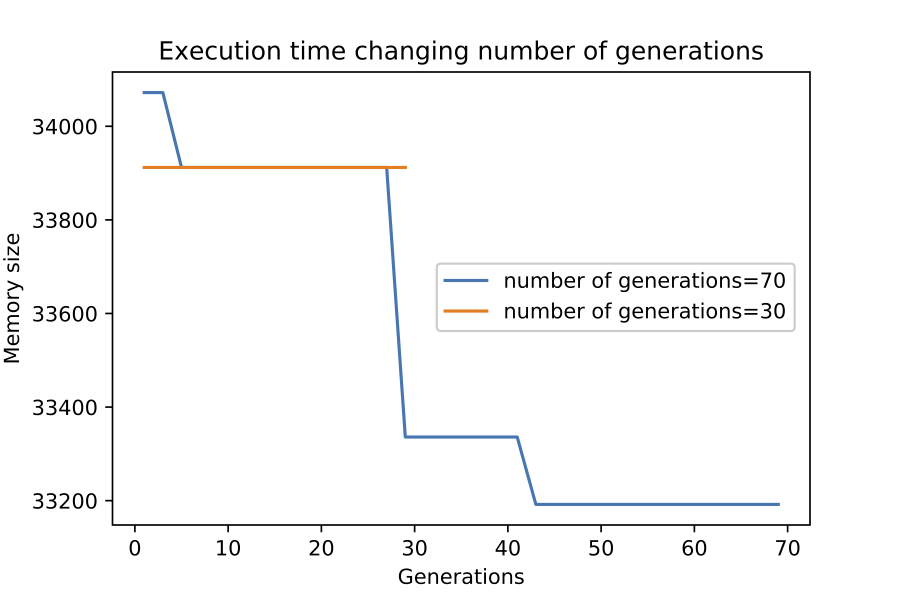 Execution time changing number of generations
34000
33800
33600
33400
33200
Memory size
number of generations=70
number of generations=30
0 10 20 30 40 50 60 70
Generations